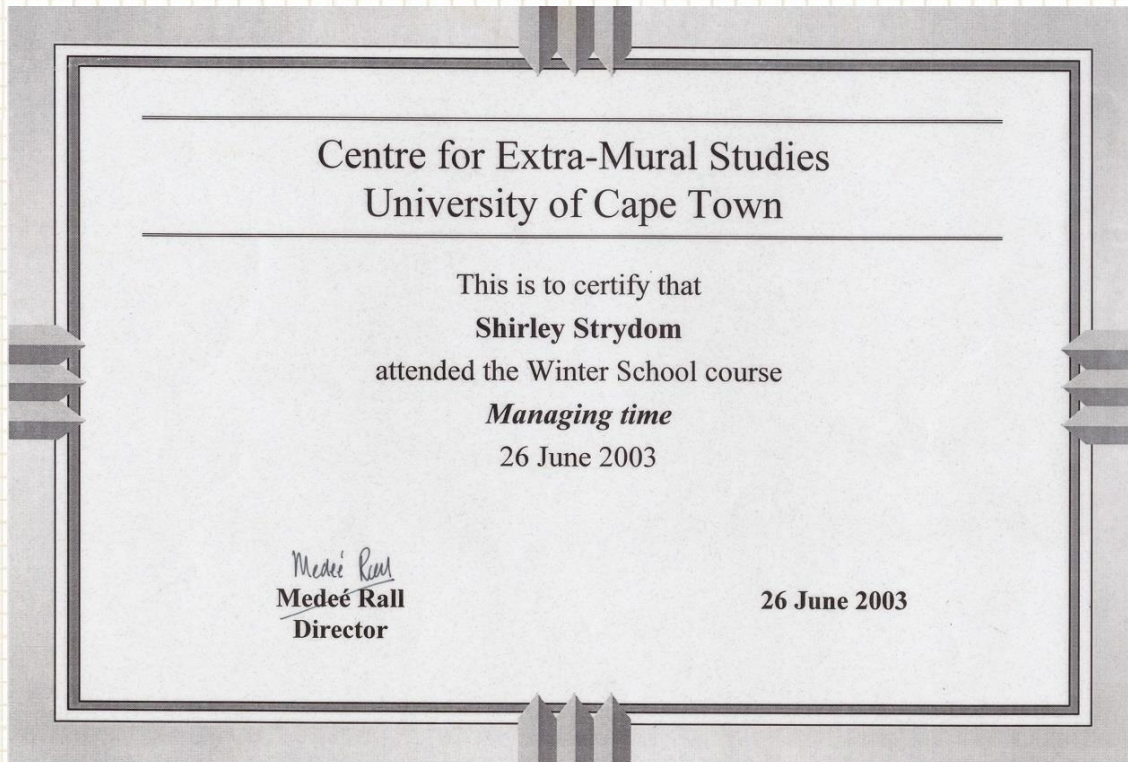 Centre for Extra-Mural Studies
University of Cape Town
This is to certify that
Shirley Strydom
attended the Winter School course
Managing time
26 June 2003
Medeé Rall
Medeé Rall
Director
26 June 2003